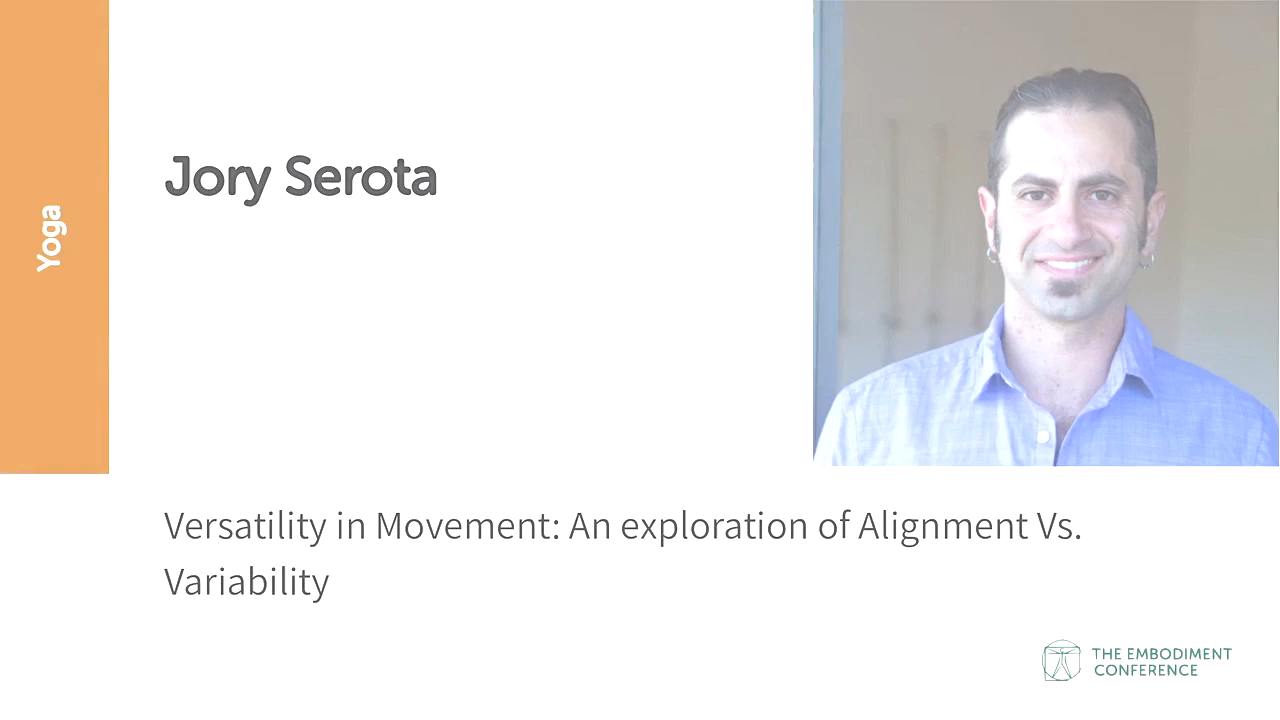 Yoga
Jory Serota
Versatility in Movement: An exploration of Alignment Vs.
Variability
THE EMBODIMENT
CONFERENCE